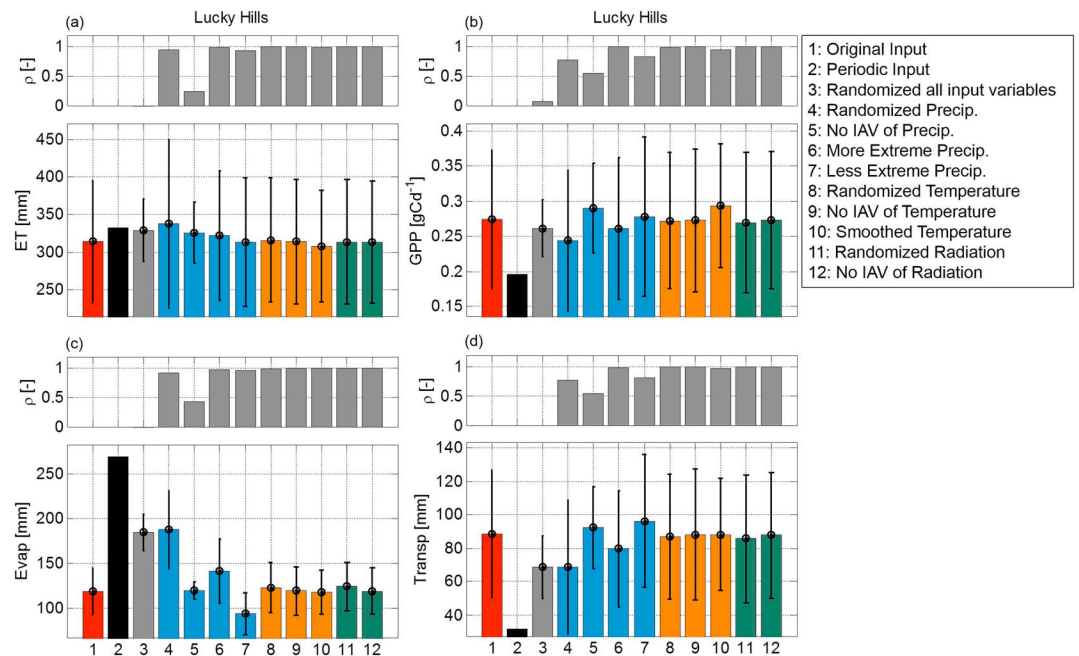 (a) Lucky Hills
1
0.5
0
ρ [-]
450
400
350
300
250
ET [mm]
(b) Lucky Hills
1
0.5
0
ρ [-]
0.4
0.35
0.3
0.25
0.2
0.15
GPP [gCd⁻¹]
1: Original Input
2: Periodic Input
3: Randomized all input variables
4: Randomized Precip.
5: No IAV of Precip.
6: More Extreme Precip.
7: Less Extreme Precip.
8: Randomized Temperature
9: No IAV of Temperature
10: Smoothed Temperature
11: Randomized Radiation
12: No IAV of Radiation
(c)
1
0.5
0
ρ [-]
250
200
150
100
Evap [mm]
1 2 3 4 5 6 7 8 9 10 11 12
(d)
1
0.5
0
ρ [-]
140
120
100
80
60
40
Transp [mm]
1 2 3 4 5 6 7 8 9 10 11 12